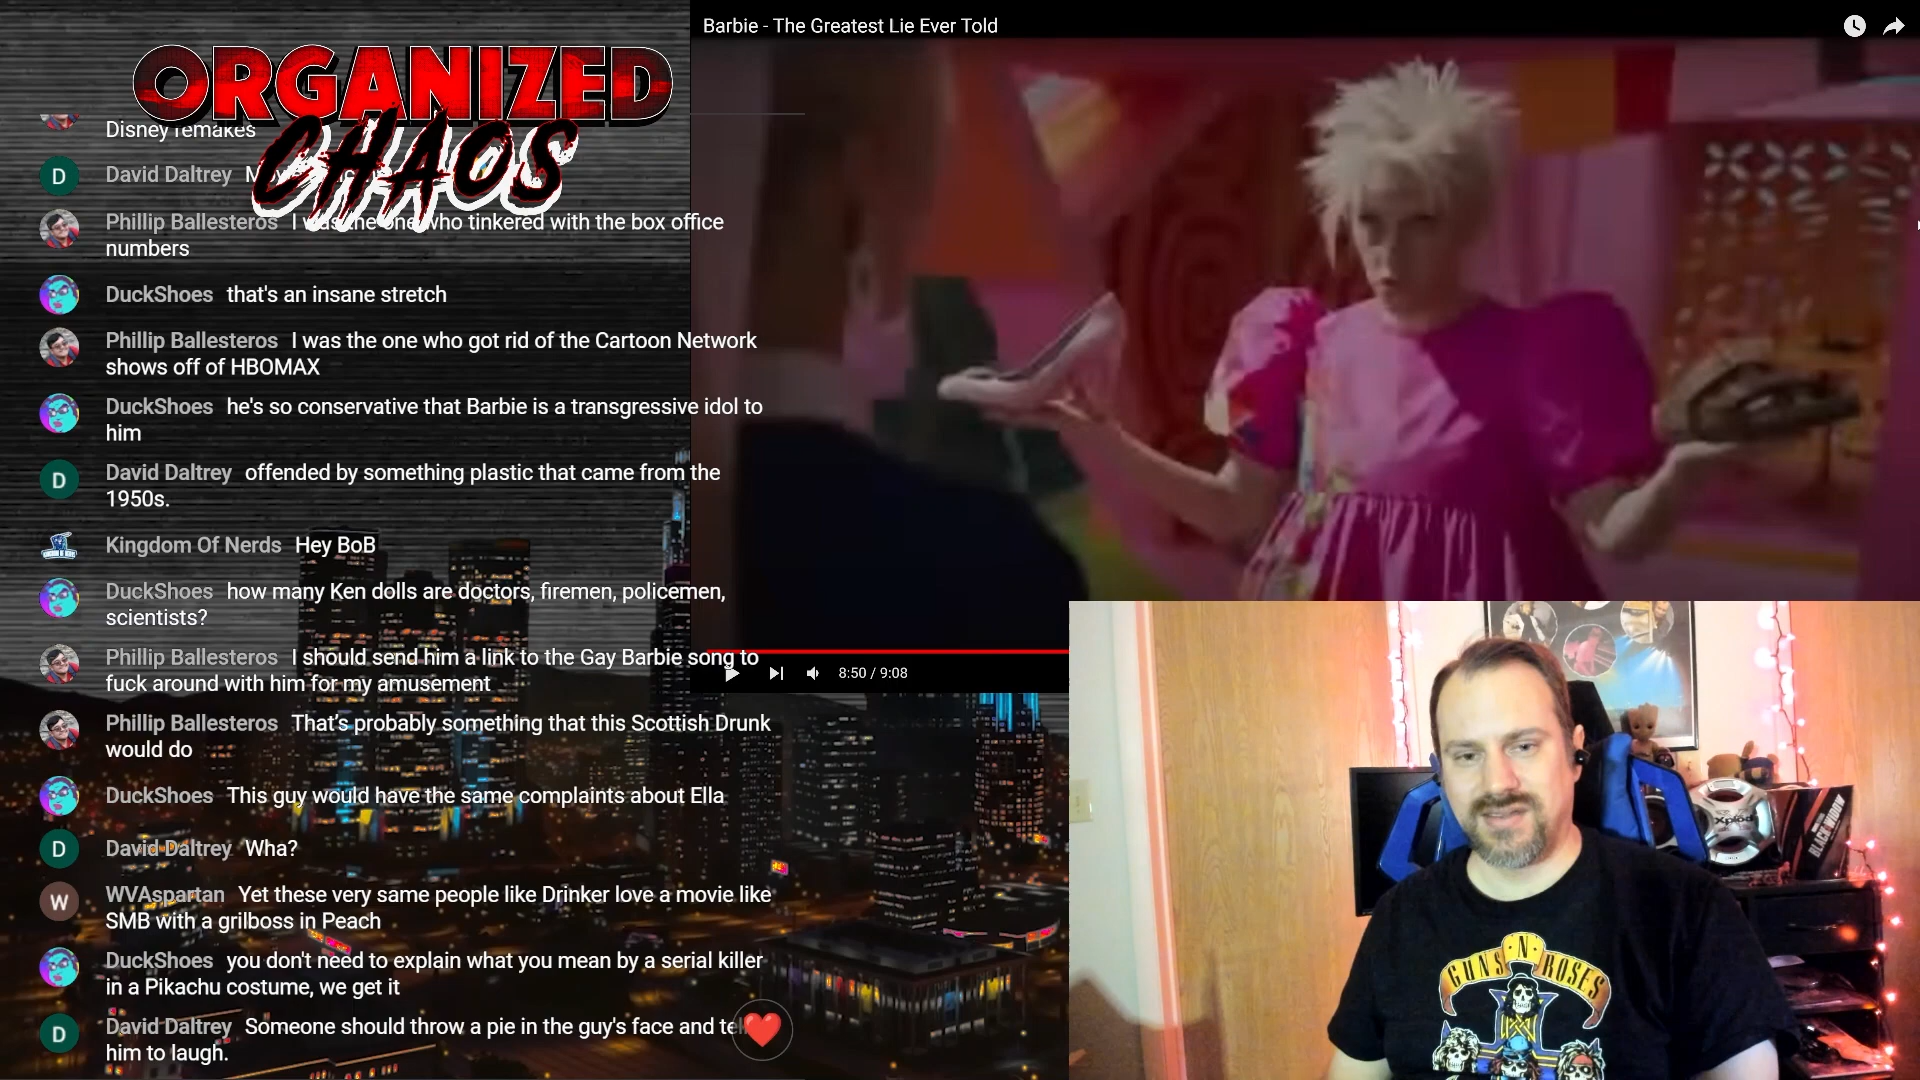 ORGANIZED
CHAOS
Disney remakes
David Daltrey
Phillip Ballesteros I was the one who tinkered with the box office
numbers
DuckShoes that's an insane stretch
Phillip Ballesteros I was the one who got rid of the Cartoon Network
shows off of HBOMAX
DuckShoes he's so conservative that Barbie is a transgressive idol to
him
D
David Daltrey offended by something plastic that came from the
1950s.
Kingdom Of Nerds Hey BoB
DuckShoes how many Ken dolls are doctors, firemen, policemen,
scientists?
Phillip Ballesteros I should send him a link to the Gay Barbie song to
fuck around with him for my amusement
Phillip Ballesteros That's probably something that this Scottish Drunk
would do
DuckShoes This guy would have the same complaints about Ella
D
David Daltrey Wha?
W
WVAspartan Yet these very same people like Drinker love a movie like
SMB with a grilboss in Peach
DuckShoes you don't need to explain what you mean by a serial killer
in a Pikachu costume, we get it
D
David Daltrey Someone should throw a pie in the guy's face and
him to laugh.
Barbie - The Greatest Lie Ever Told
8:50 / 9:08
Xplod
BLACK WIDOW
GUNS N' ROSES